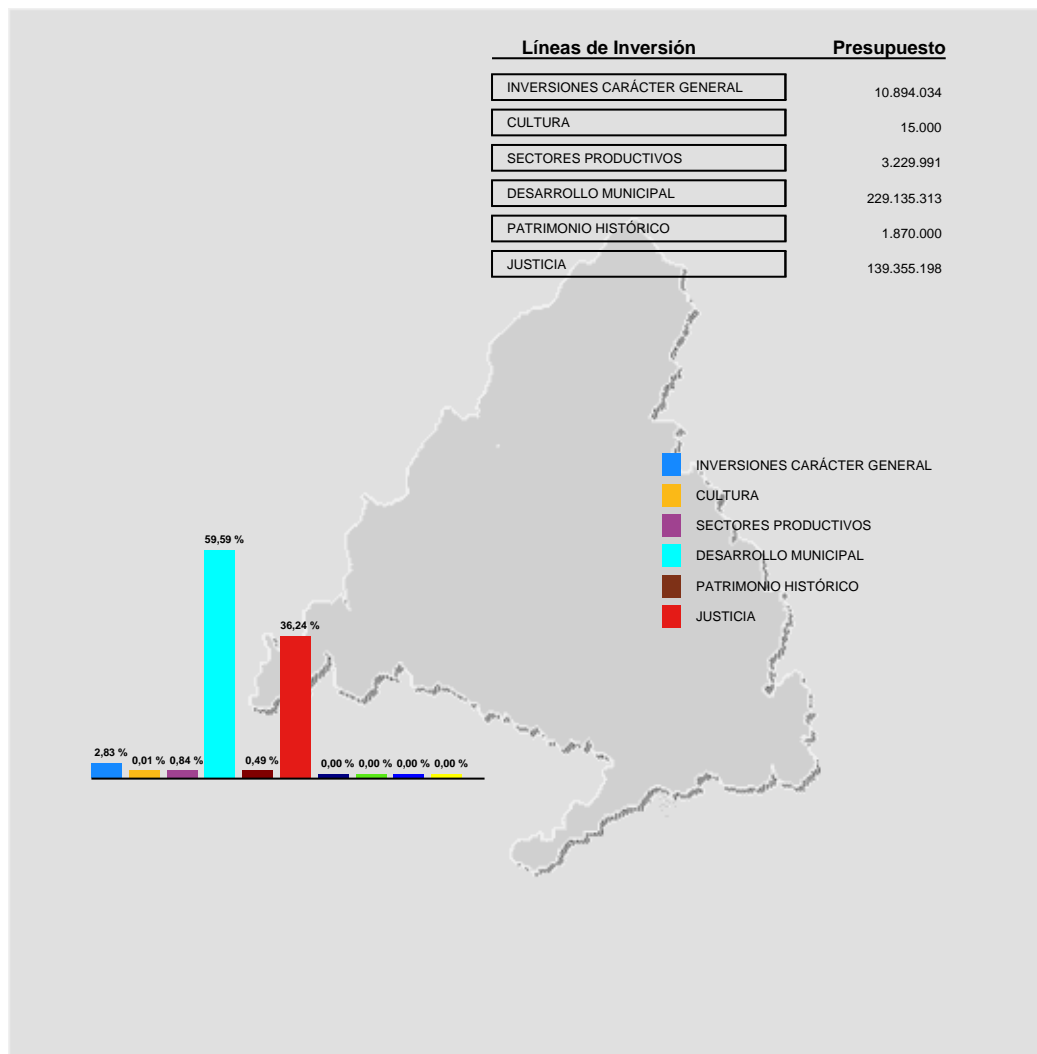 Líneas de Inversión Presupuesto
INVERSIONES CARÁCTER GENERAL 10.894.034
CULTURA 15.000
SECTORES PRODUCTIVOS 3.229.991
DESARROLLO MUNICIPAL 229.135.313
PATRIMONIO HISTÓRICO 1.870.000
JUSTICIA 139.355.198
INVERSIONES CARÁCTER GENERAL
CULTURA
SECTORES PRODUCTIVOS
DESARROLLO MUNICIPAL
PATRIMONIO HISTÓRICO
JUSTICIA
59,59 %
36,24 %
2,83 % 0,01 % 0,84 % 0,49 % 0,00 % 0,00 % 0,00 % 0,00 %